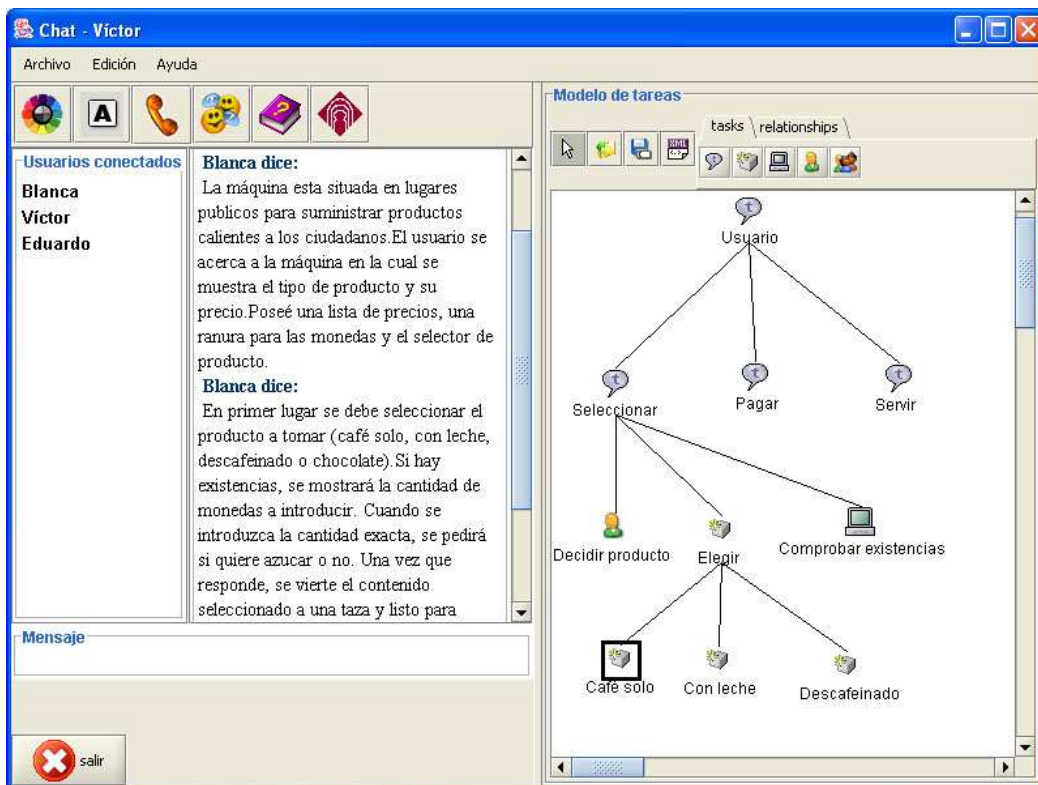 Chat - Víctor
Archivo Edición Ayuda
A
?
Usuarios conectados
Blanca
Víctor
Eduardo
Blanca dice:
La máquina esta situada en lugares
publicos para suministrar productos
calientes a los ciudadanos.El usuario se
acerca a la máquina en la cual se
muestra el tipo de producto y su
precio.Poseé una lista de precios, una
ranura para las monedas y el selector de
producto.
Blanca dice:
En primer lugar se debe seleccionar el
producto a tomar (café solo, con leche,
descafeinado o chocolate).Si hay
existencias, se mostrará la cantidad de
monedas a introducir. Cuando se
introduzca la cantidad exacta, se pedirá
si quiere azucar o no. Una vez que
responde, se vierte el contenido
seleccionado a una taza y listo para
Mensaje
salir
Modelo de tareas
tasks relationships
XML
t
Usuario
t
Seleccionar
t
Pagar
t
Servir
Decidir producto
Elegir
Comprobar existencias
Café solo
Con leche
Descafeinado